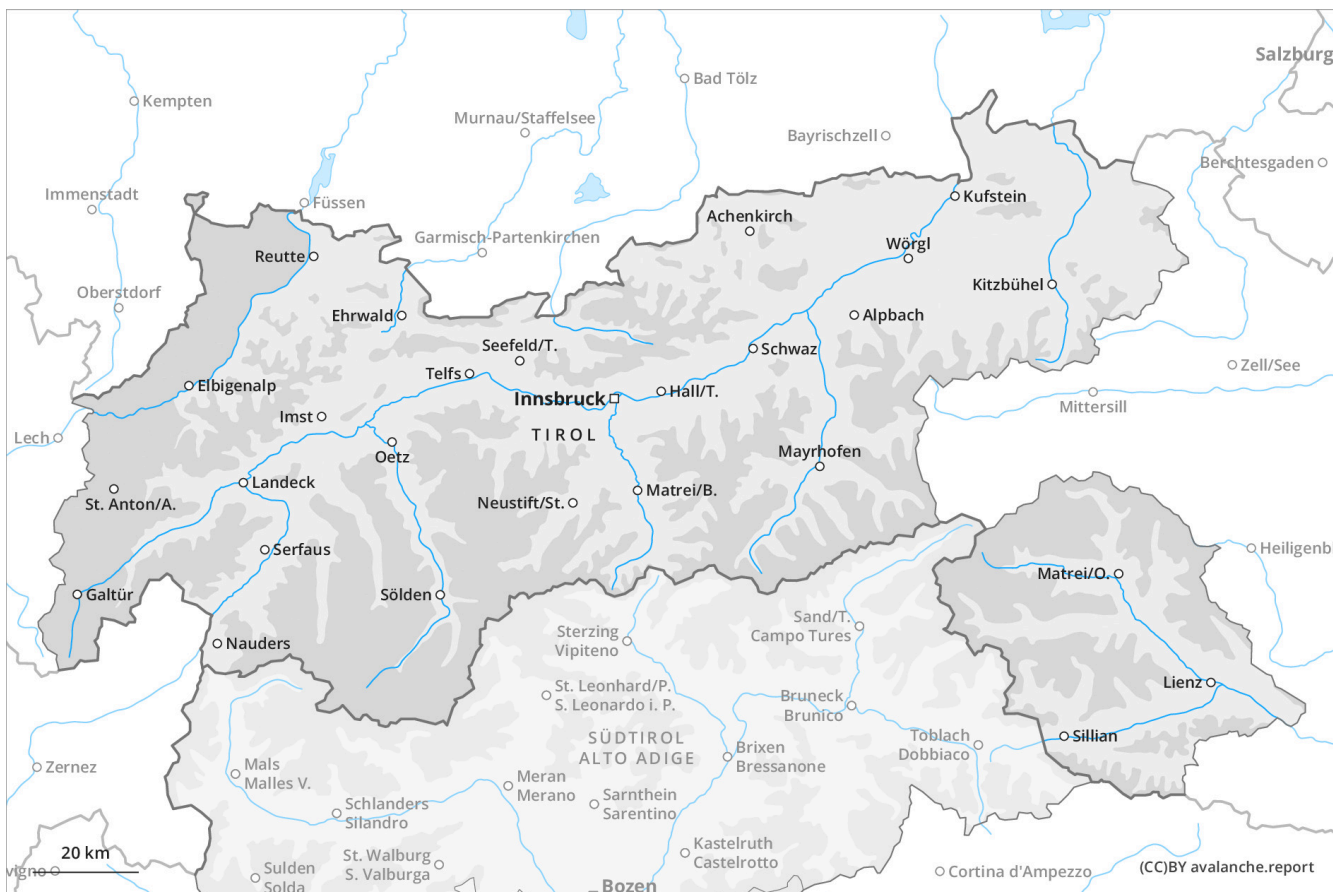 Salzburg
Kempten
Bad Tölz
Murnau/Staffelsee
Bayrischzell
Berchtesgaden
Immenstadt
Füssen
Kufstein
Achenkirch
Garmisch-Partenkirchen
Wörgl
Reutte
Kitzbühel
Oberstdorf
Ehrwald
Alpbach
Seefeld/T.
Schwaz
Telfs
Zell/See
Elbigenalp
Innsbruck
Hall/T.
Mittersill
Imst
Lech
TIROL
Oetz
Mayrhofen
Landeck
St. Anton/A.
Neustift/St.
Matrei/B.
Serfaus
Heiligenb
Matrei/O.
Galtür
Sölden
Sand/T.
Campo Tures
Sterzing
Vipiteno
Nauders
Lienz
St. Leonhard/P.
S. Leonardo i. P.
Bruneck
Brunico
SÜDTIROL
ALTO ADIGE
Sillian
Toblach
Dobbiaco
Brixen
Bressanone
Zernez
Mals
Malles V.
Meran
Merano
Sarnthein
Sarentino
Schlanders
Silandro
20 km
St. Walburg
S. Valburga
Kastelruth
Castelrotto
vigno
Sulden
Solda
Bozen
Cortina d'Ampezzo
(CC)BY avalanche.report